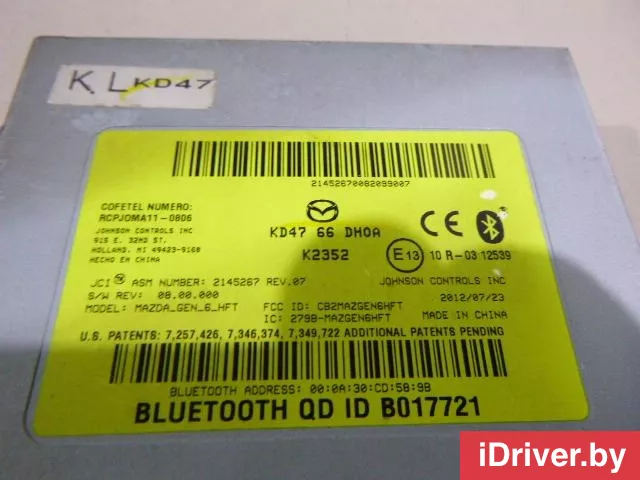 K.L KD47
21452670082099007
COFETEL NUMERO:
RCPJOMA11-0806
JOHNSON CONTROLS INC
915 E. 32ND ST.
HOLLAND, MI 49423-9168
HECHO EN CHINA
KD47 66 DH0A
K2352
CE
E13 10 R-03 12539
JCI ASM NUMBER: 2145267 REV.07
JOHNSON CONTROLS INC
S/W REV: 08.00.000
2012/07/23
MODEL: MAZDA_GEN_6_HFT FCC ID: CB2MAZGEN6HFT
IC: 279B-MAZGEN6HFT MADE IN CHINA
U.S. PATENTS: 7,257,426, 7,346,374, 7,349,722 ADDITIONAL PATENTS PENDING
BLUETOOTH ADDRESS: 00:0A:30:CD:58:9B
BLUETOOTH QD ID B017721
iDriver.by